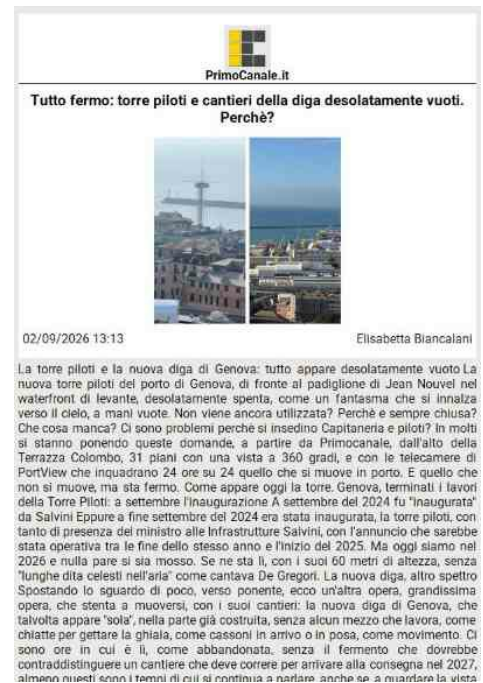 PrimoCanale.it
Tutto fermo: torre piloti e cantieri della diga desolatamente vuoti.
Perchè?
02/09/2026 13:13
Elisabetta Biancalani
La torre piloti e la nuova diga di Genova: tutto appare desolatamente vuoto La
nuova torre piloti del porto di Genova, di fronte al padiglione di Jean Nouvel nel
waterfront di levante, desolatamente spenta, come un fantasma che si innalza
verso il cielo, a mani vuote. Non viene ancora utilizzata? Perchè è sempre chiusa?
Che cosa manca? Ci sono problemi perchè si insedino Capitaneria e piloti? In molti
si stanno ponendo queste domande, a partire da Primocanale, dall'alto della
Terrazza Colombo, 31 piani con una vista a 360 gradi, e con le telecamere di
PortView che inquadrano 24 ore su 24 quello che si muove in porto. E quello che
non si muove, ma sta fermo. Come appare oggi la torre. Genova, terminati i lavori
della Torre Piloti: a settembre l'inaugurazione A settembre del 2024 fu "inaugurata"
da Salvini Eppure a fine settembre del 2024 era stata inaugurata, la torre piloti, con
tanto di presenza del ministro alle Infrastrutture Salvini, con l'annuncio che sarebbe
stata operativa tra le fine dello stesso anno e l'inizio del 2025. Ma oggi siamo nel
2026 e nulla pare si sia mosso. Se ne sta lì, con i suoi 60 metri di altezza, senza
"lunghe dita celesti nell'aria" come cantava De Gregori. La nuova diga, altro spettro
Spostando lo sguardo di poco, verso ponente, ecco un'altra opera, grandissima
opera, che stenta a muoversi, con i suoi cantieri: la nuova diga di Genova, che
talvolta appare "sola", nella parte già costruita, senza alcun mezzo che lavora, come
chiatte per gettare la ghiaia, come cassoni in arrivo o in posa, come movimento. Ci
sono ore in cui è lì, come abbandonata, senza il fermento che dovrebbe
contraddistinguere un cantiere che deve correre per arrivare alla consegna nel 2027,
almeno questi sono i tempi di cui si continua a parlare, anche se, a guardare la vista